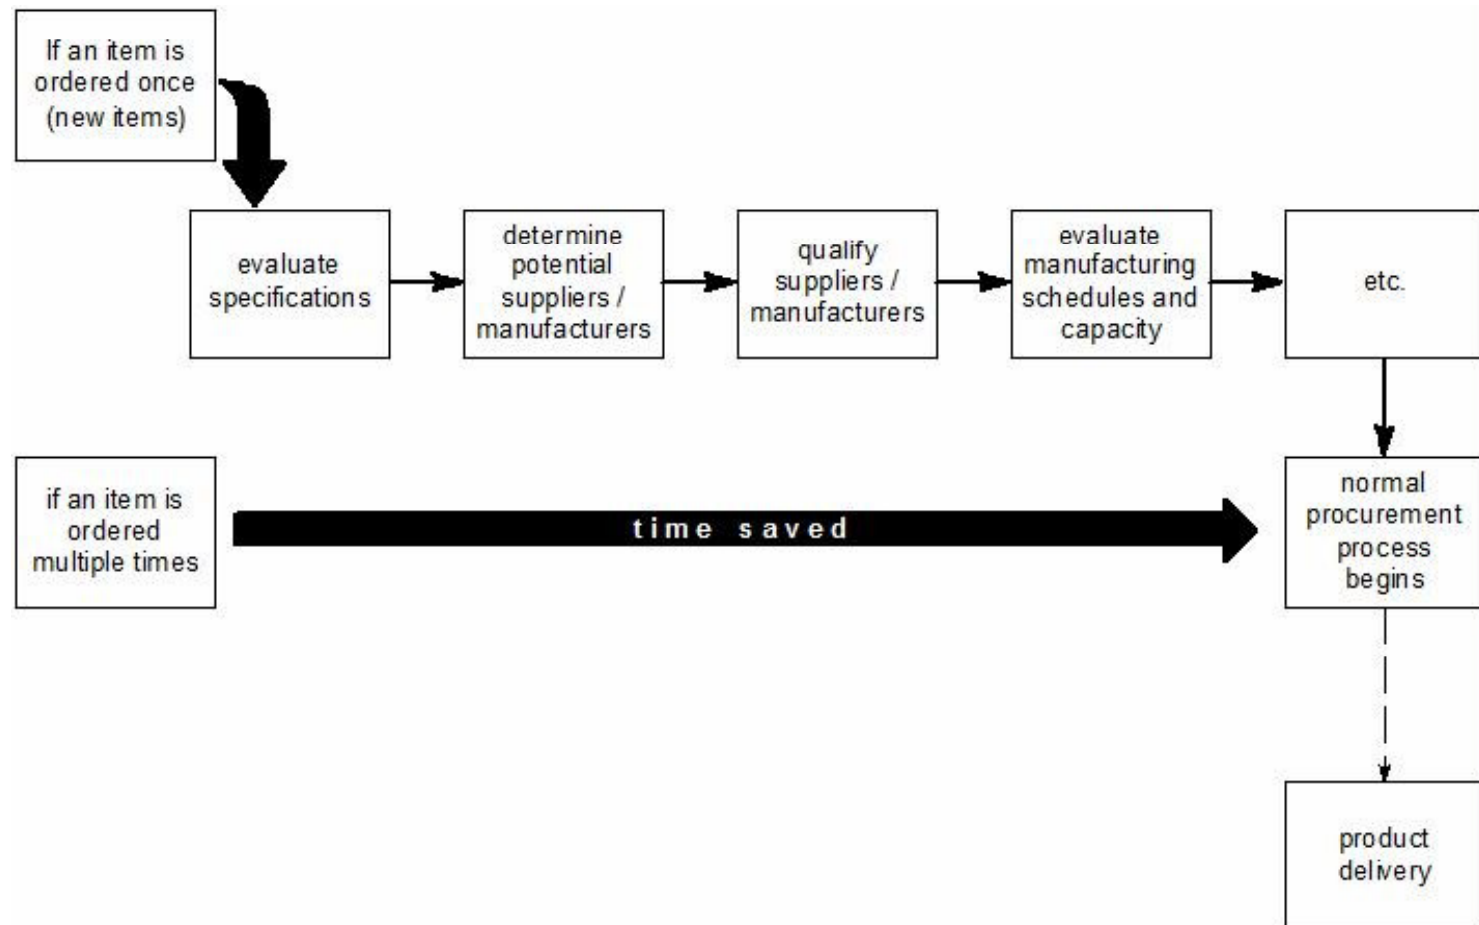 If an item is
ordered once
(new items)
evaluate
specifications
determine
potential
suppliers /
manufacturers
qualify
suppliers /
manufacturers
evaluate
manufacturing
schedules and
capacity
etc.
if an item is
ordered
multiple times
time saved
normal
procurement
process
begins
product
delivery